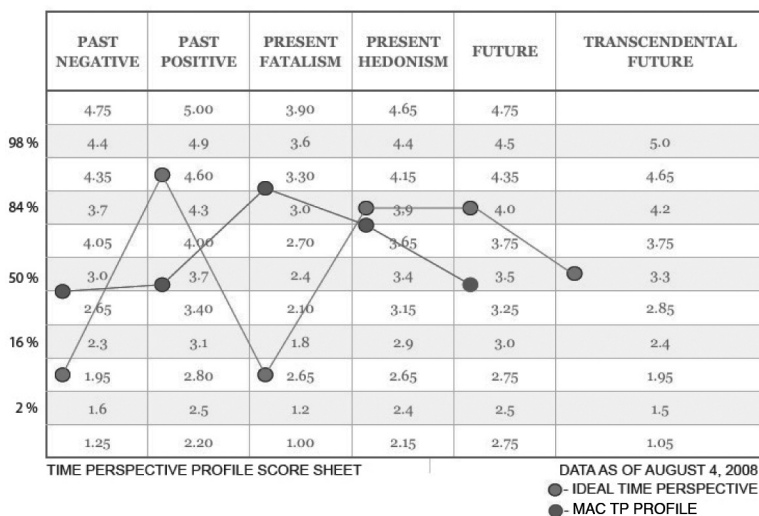 PAST NEGATIVE PAST POSITIVE PRESENT FATALISM PRESENT HEDONISM FUTURE TRANSCENDENTAL FUTURE
4.75 5.00 3.90 4.65 4.75
98 % 4.4 4.9 3.6 4.4 4.5 5.0
4.35 4.60 3.30 4.15 4.35 4.65
84 % 3.7 4.3 3.0 3.9 4.0 4.2
4.05 4.00 2.70 3.65 3.75 3.75
50 % 3.0 3.7 2.4 3.4 3.5 3.3
2.65 3.40 2.10 3.15 3.25 2.85
16 % 2.3 3.1 1.8 2.9 3.0 2.4
1.95 2.80 2.65 2.65 2.75 1.95
2 % 1.6 2.5 1.2 2.4 2.5 1.5
1.25 2.20 1.00 2.15 2.75 1.05
TIME PERSPECTIVE PROFILE SCORE SHEET DATA AS OF AUGUST 4, 2008
- IDEAL TIME PERSPECTIVE
- MAC TP PROFILE